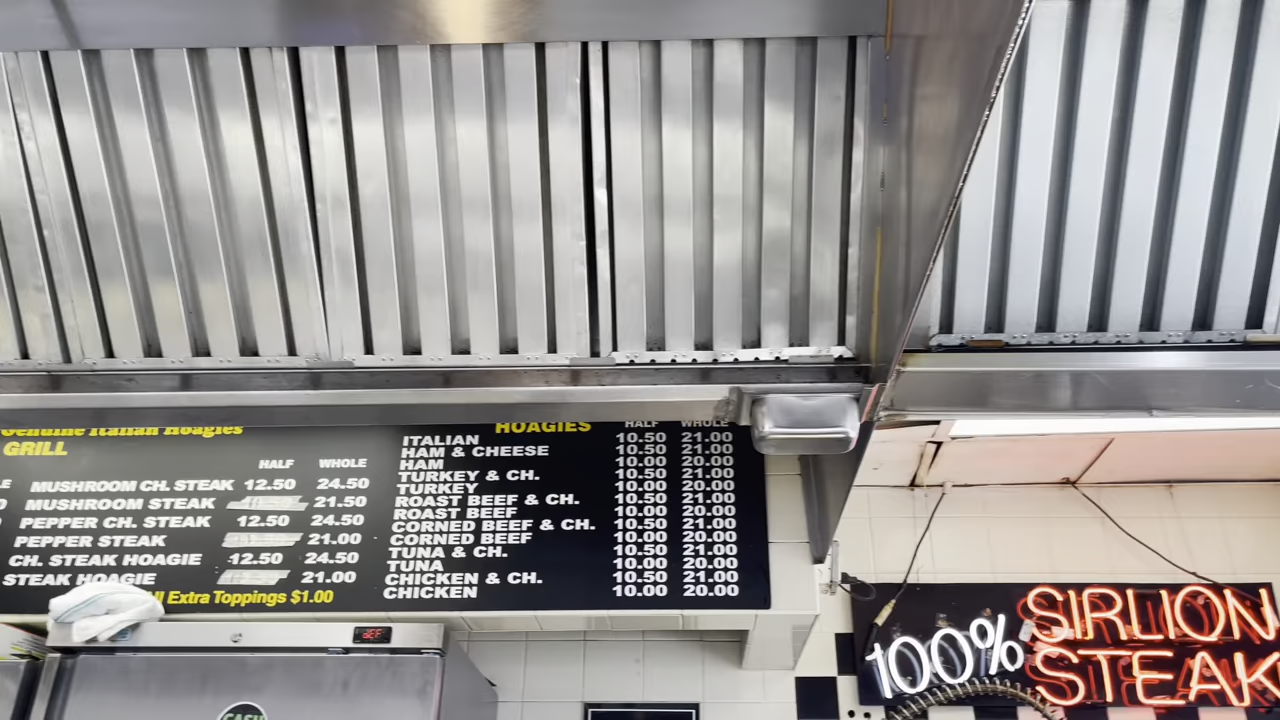 Genuine Italian Hoagies
GRILL
HALF WHOLE
MUSHROOM CH. STEAK 12.50 24.50
MUSHROOM STEAK 21.50
PEPPER CH. STEAK 12.50 24.50
PEPPER STEAK 21.00
CH. STEAK HOAGIE 12.50 24.50
STEAK HOAGIE 21.00
Extra Toppings $1.00
HOAGIES HALF WHOLE
ITALIAN 10.50 21.00
HAM & CHEESE 10.50 21.00
HAM 10.00 20.00
TURKEY & CH. 10.50 21.00
TURKEY 10.00 20.00
ROAST BEEF & CH. 10.50 21.00
ROAST BEEF 10.00 20.00
CORNED BEEF & CH. 10.50 21.00
CORNED BEEF 10.00 20.00
TUNA & CH. 10.50 21.00
TUNA 10.00 20.00
CHICKEN & CH. 10.50 21.00
CHICKEN 10.00 20.00
100% SIRLION
STEAK
CASH